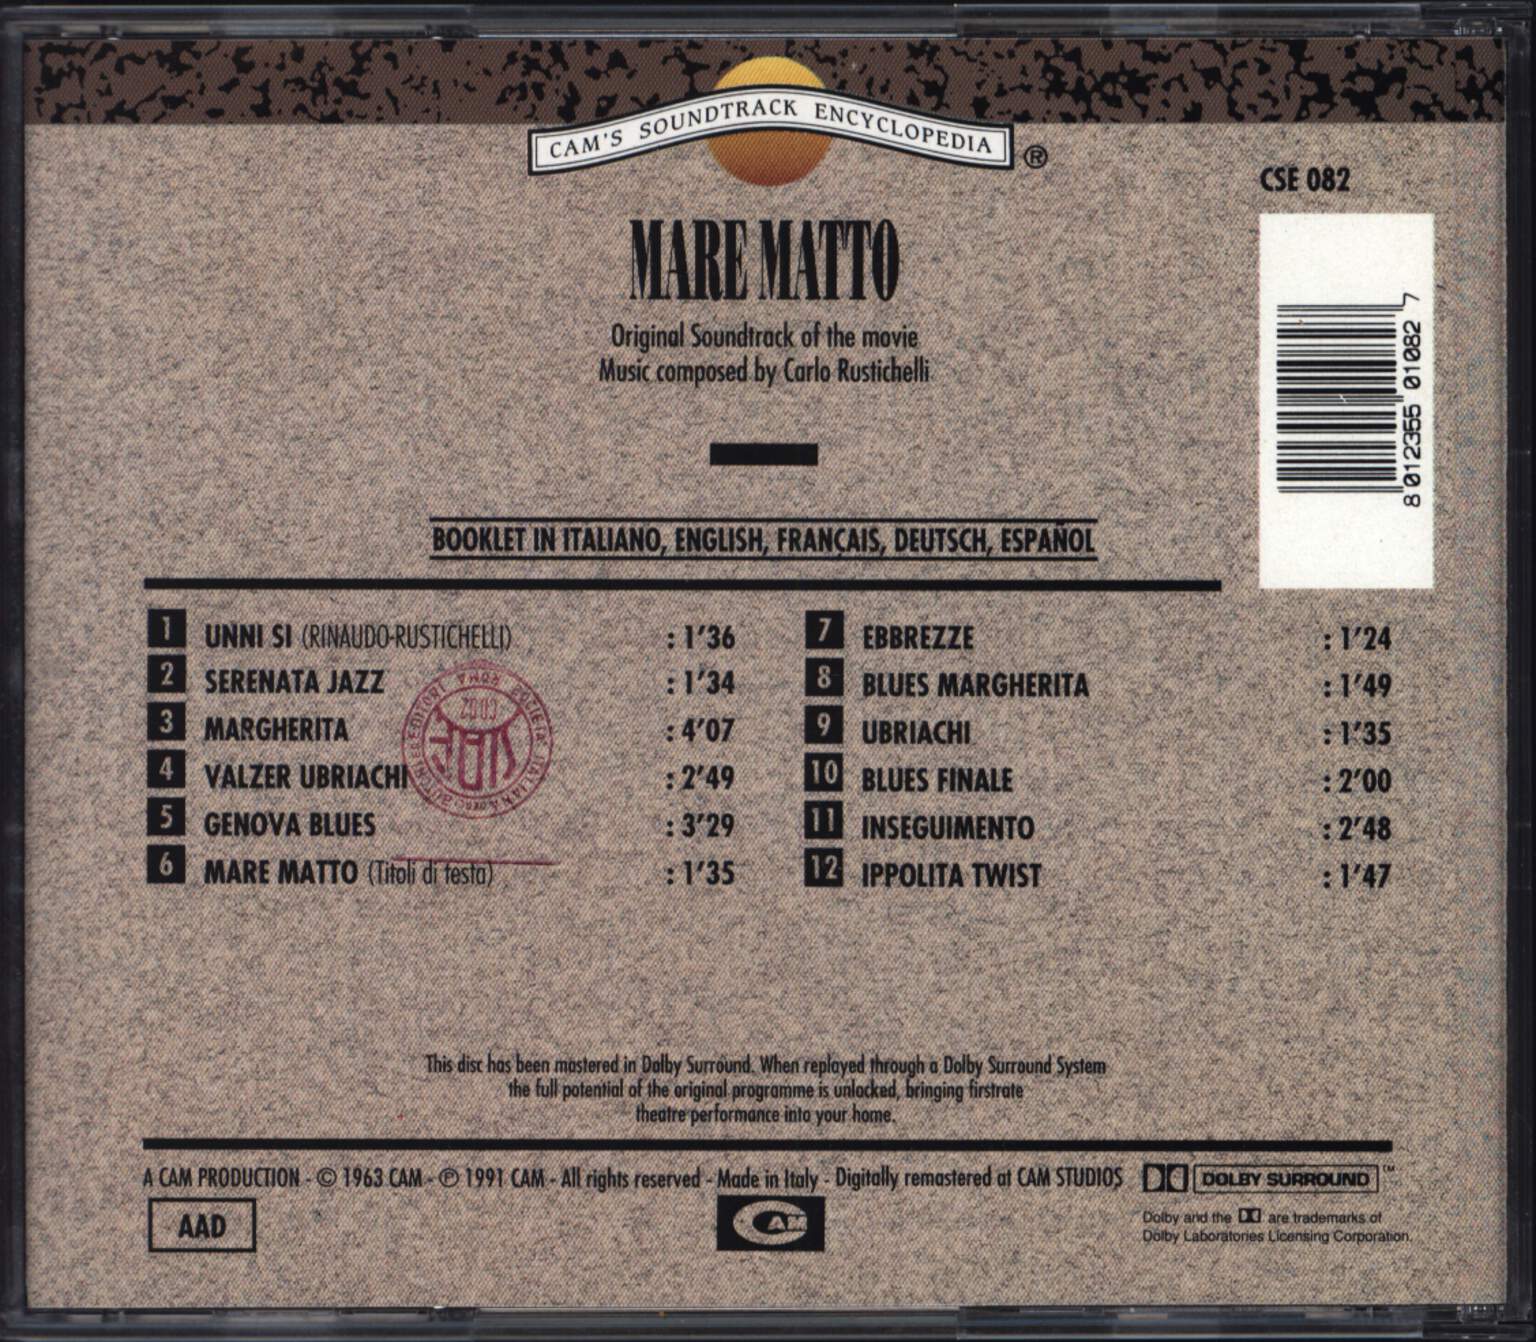 CAM'S SOUNDTRACK ENCYCLOPEDIA ®
CSE 082
MARE MATTO
Original Soundtrack of the movie
Music composed by Carlo Rustichelli
8 012355 01082 7
BOOKLET IN ITALIANO, ENGLISH, FRANÇAIS, DEUTSCH, ESPAÑOL
1 UNNI SI (RINAUDO-RUSTICHELLI) : 1'36
2 SERENATA JAZZ : 1'34
3 MARGHERITA : 4'07
4 VALZER UBRIACHI : 2'49
5 GENOVA BLUES : 3'29
6 MARE MATTO (Titoli di testa) : 1'35
7 EBBREZZE : 1'24
8 BLUES MARGHERITA : 1'49
9 UBRIACHI : 1'35
10 BLUES FINALE : 2'00
11 INSEGUIMENTO : 2'48
12 IPPOLITA TWIST : 1'47
SOCIETA' ITALIANA DEGLI AUTORI ED EDITORI ROMA
SIAE
This disc has been mastered in Dolby Surround. When replayed through a Dolby Surround System
the full potential of the original programme is unlocked, bringing firstrate
theatre performance into your home.
A CAM PRODUCTION - © 1963 CAM - ℗ 1991 CAM - All rights reserved - Made in Italy - Digitally remastered at CAM STUDIOS
DOLBY SURROUND ™
AAD
CAM
Dolby and the are trademarks of
Dolby Laboratories Licensing Corporation.